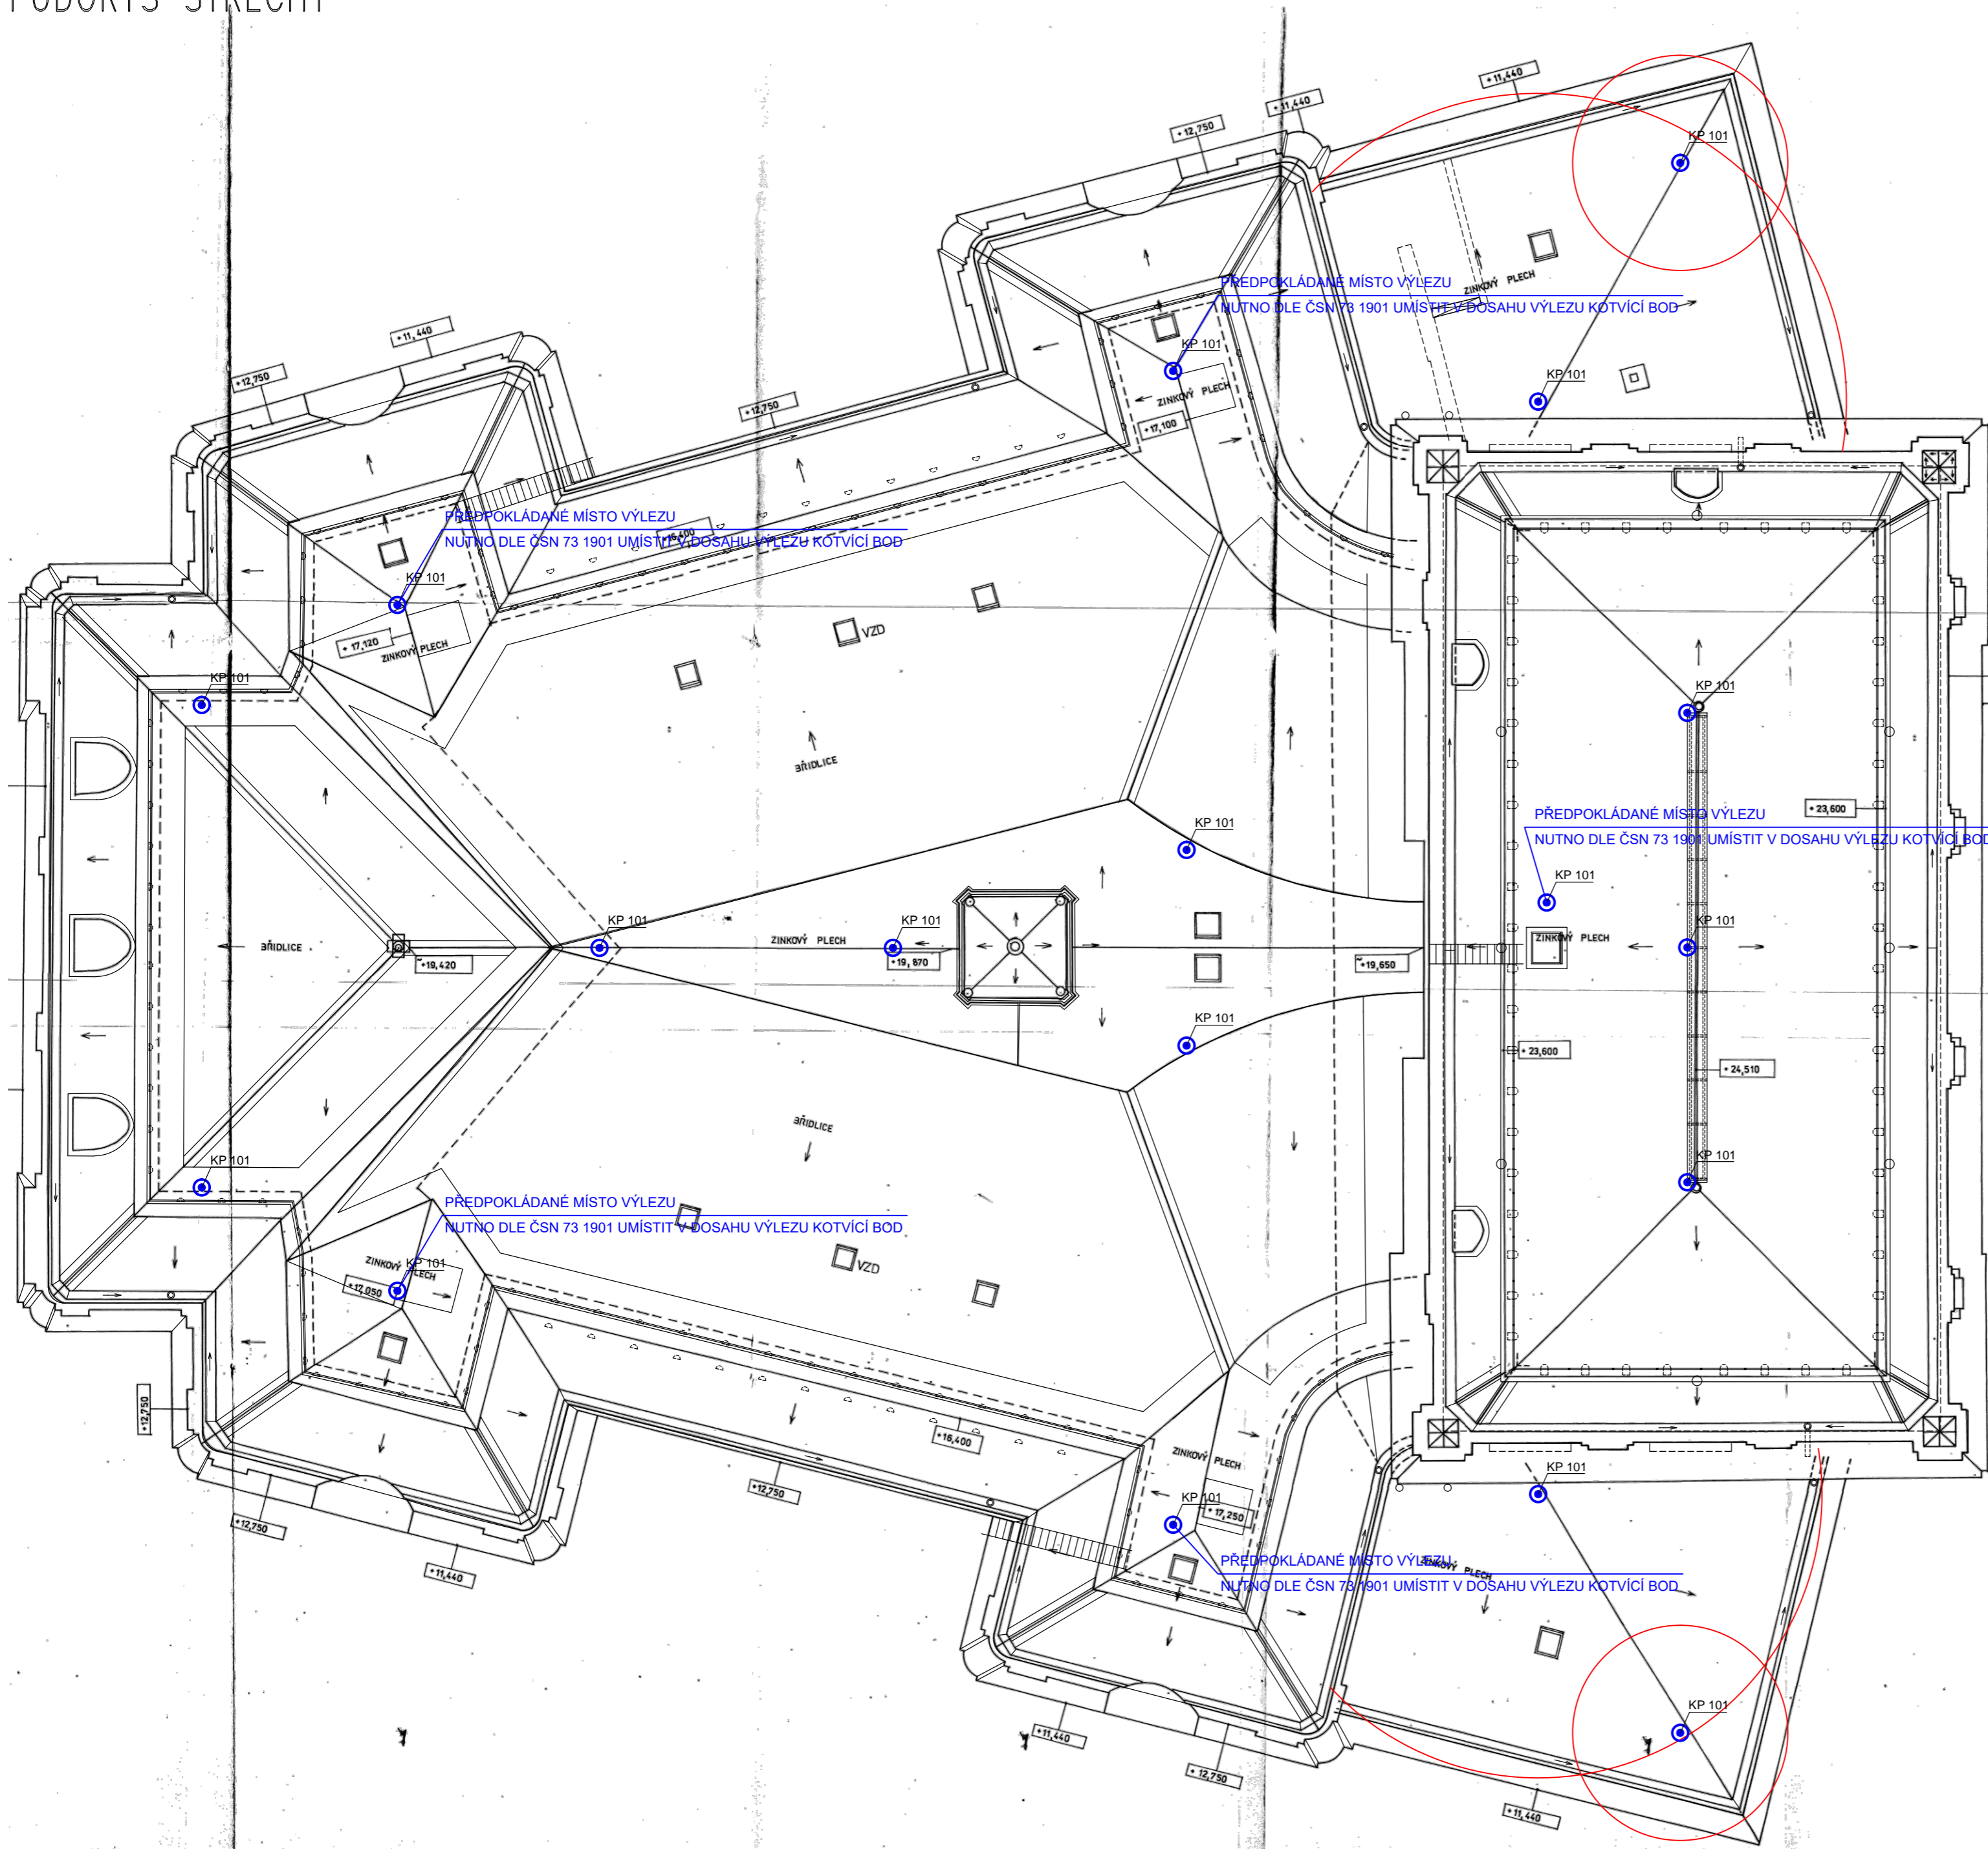 PŮDORYS STŘECHY
+11,440
+11,440
+12,750
KP 101
PŘEDPOKLÁDANÉ MÍSTO VÝLEZU
NUTNO DLE ČSN 73 1901 UMÍSTIT V DOSAHU VÝLEZU KOTVÍCÍ BOD
ZINKOVÝ PLECH
+11,440
+12,750
KP 101
KP 101
ZINKOVÝ PLECH
+12,750
+17,100
PŘEDPOKLÁDANÉ MÍSTO VÝLEZU
NUTNO DLE ČSN 73 1901 UMÍSTIT V DOSAHU VÝLEZU KOTVÍCÍ BOD
+16,400
KP 101
VZD
+17,120
ZINKOVÝ PLECH
KP 101
KP 101
BŘIDLICE
+23,600
PŘEDPOKLÁDANÉ MÍSTO VÝLEZU
NUTNO DLE ČSN 73 1901 UMÍSTIT V DOSAHU VÝLEZU KOTVÍCÍ BOD
KP 101
KP 101
KP 101
KP 101
KP 101
BŘIDLICE
ZINKOVÝ PLECH
ZINKOVÝ PLECH
+19,420
+19,870
+19,650
KP 101
+23,600
+24,510
BŘIDLICE
KP 101
KP 101
PŘEDPOKLÁDANÉ MÍSTO VÝLEZU
NUTNO DLE ČSN 73 1901 UMÍSTIT V DOSAHU VÝLEZU KOTVÍCÍ BOD
VZD
ZINKOVÝ PLECH
KP 101
+17,050
+12,750
+16,400
ZINKOVÝ PLECH
KP 101
+12,750
KP 101
+17,250
+12,750
PŘEDPOKLÁDANÉ MÍSTO VÝLEZU
NUTNO DLE ČSN 73 1901 UMÍSTIT V DOSAHU VÝLEZU KOTVÍCÍ BOD
ZINKOVÝ PLECH
+11,440
KP 101
+11,440
+12,750
+11,440